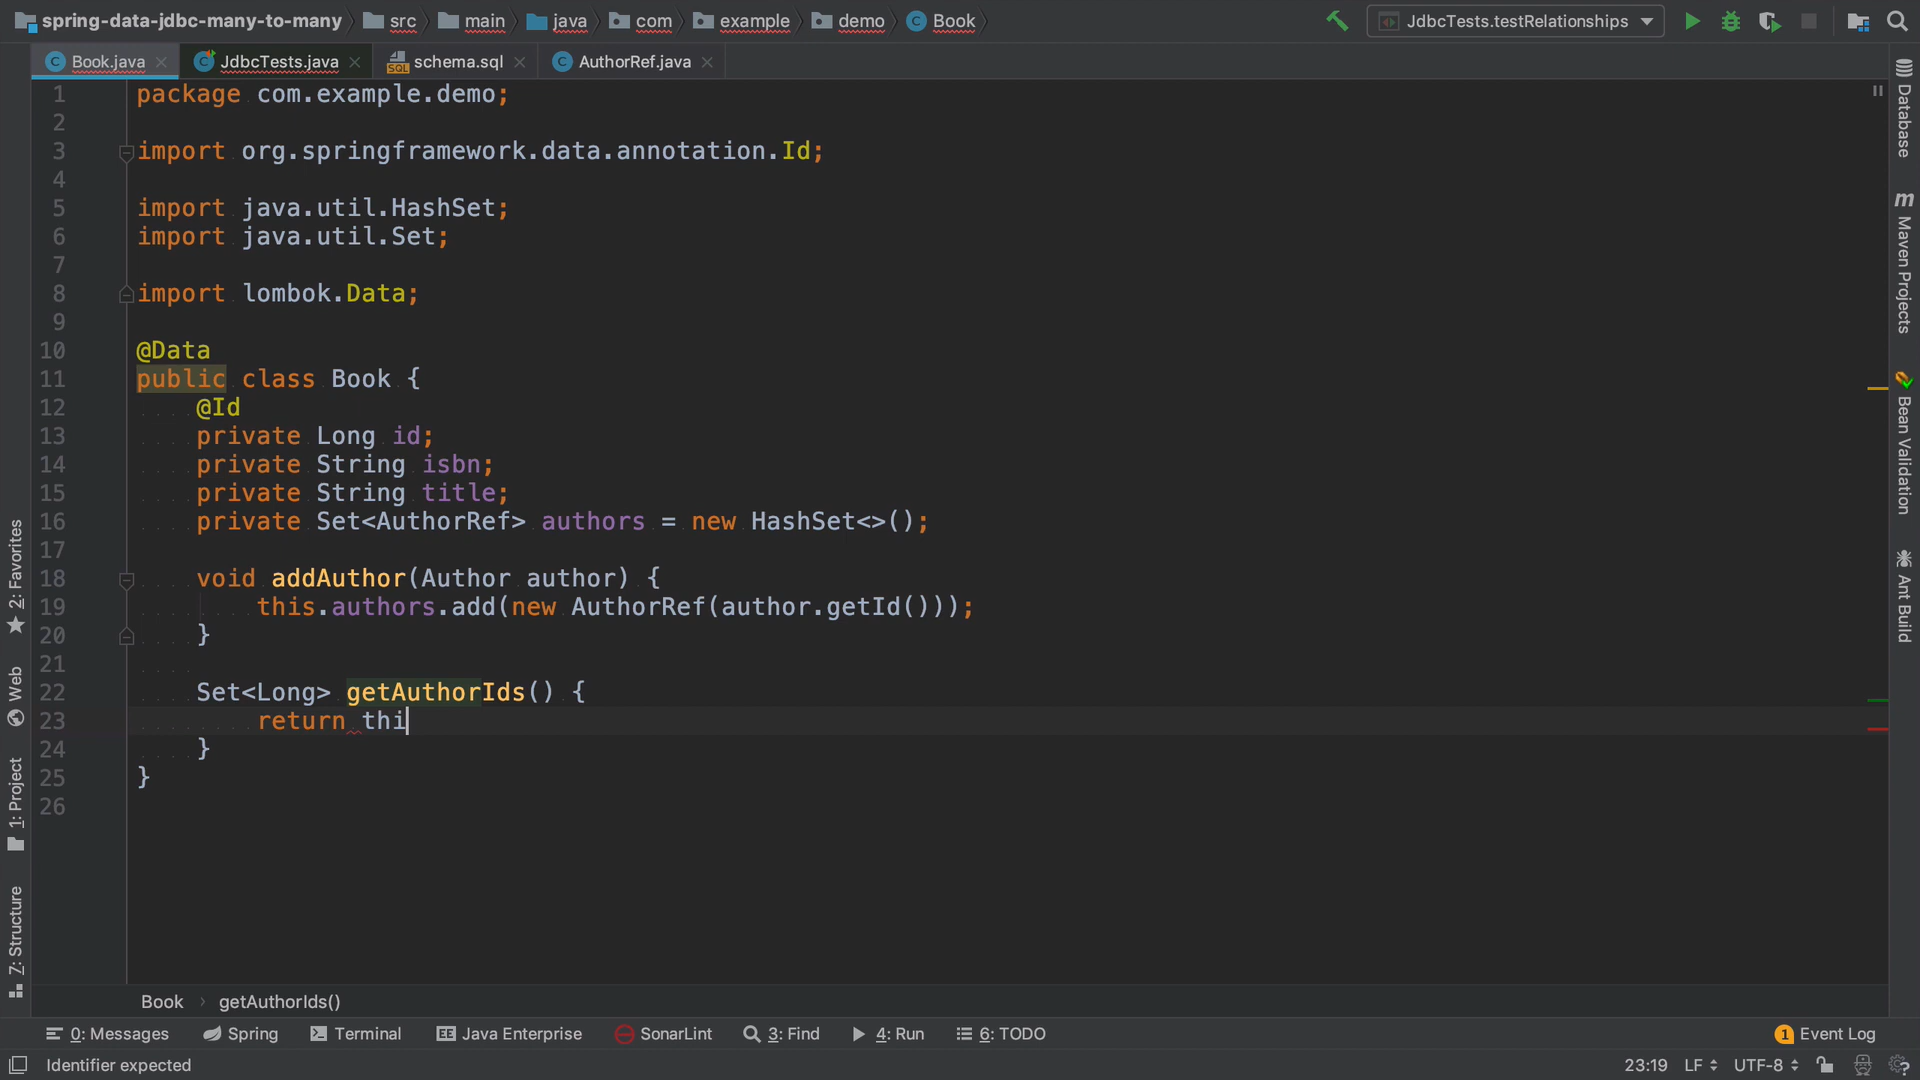 spring-data-jdbc-many-to-many src main java com example demo Book JdbcTests.testRelationships
Book.java JdbcTests.java schema.sql AuthorRef.java
1 package com.example.demo;
2
3 import org.springframework.data.annotation.Id;
4
5 import java.util.HashSet;
6 import java.util.Set;
7
8 import lombok.Data;
9
10 @Data
11 public class Book {
12 @Id
13 private Long id;
14 private String isbn;
15 private String title;
16 private Set<AuthorRef> authors = new HashSet<>();
17
18 void addAuthor(Author author) {
19 this.authors.add(new AuthorRef(author.getId()));
20 }
21
22 Set<Long> getAuthorIds() {
23 return thi
24 }
25 }
26
2: Favorites
Web
1: Project
7: Structure
Database
Maven Projects
Bean Validation
Ant Build
Book › getAuthorIds()
0: Messages Spring Terminal Java Enterprise SonarLint 3: Find 4: Run 6: TODO 1 Event Log
Identifier expected 23:19 LF UTF-8